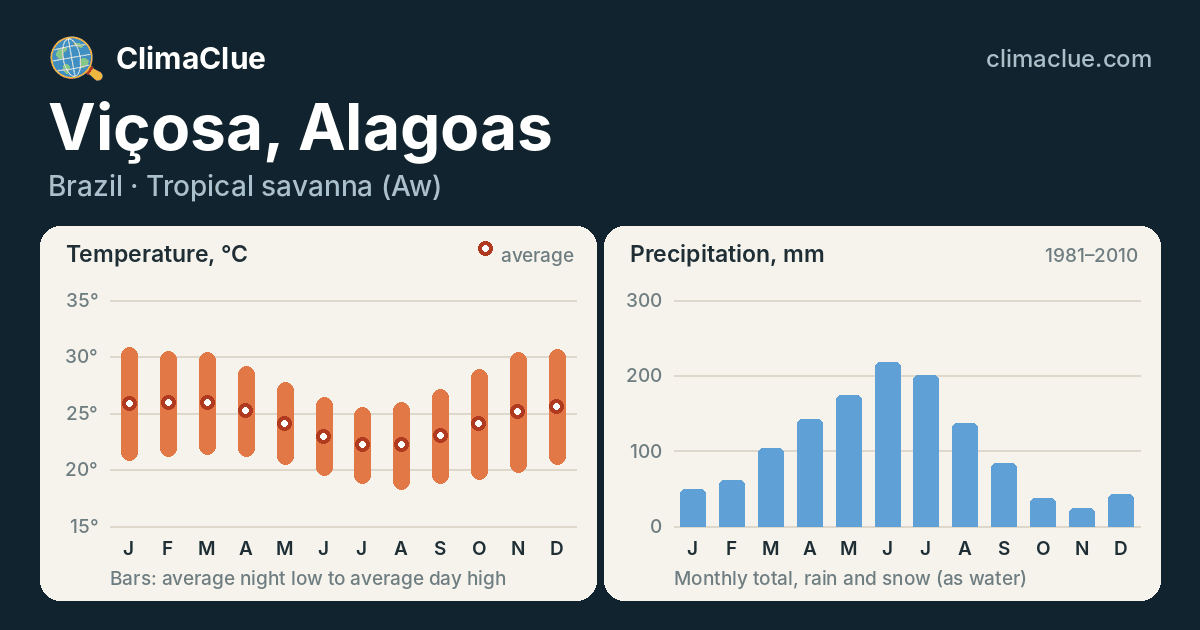 ClimaClue
climaclue.com
Viçosa, Alagoas
Brazil · Tropical savanna (Aw)
Temperature, °C
average
35°
30°
25°
20°
15°
J F M A M J J A S O N D
Bars: average night low to average day high
Precipitation, mm
1981–2010
300
200
100
0
J F M A M J J A S O N D
Monthly total, rain and snow (as water)